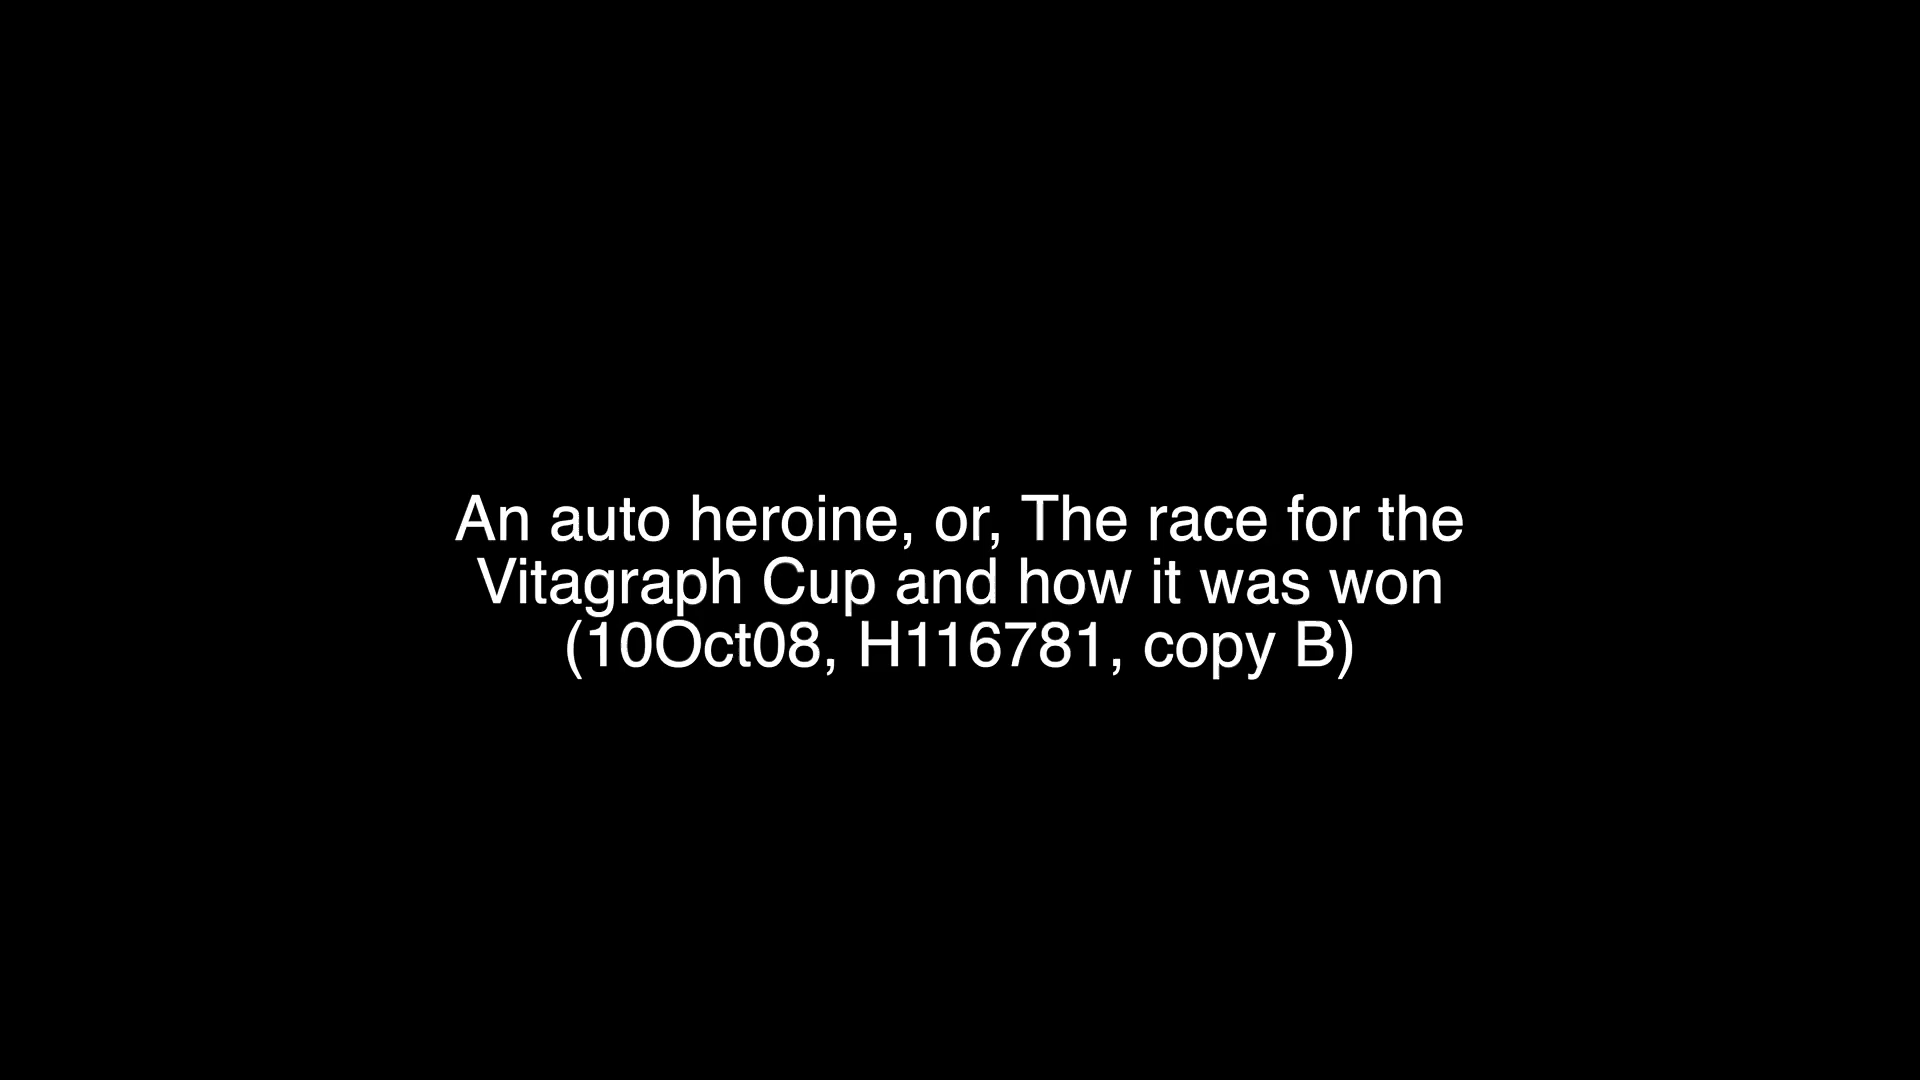 An auto heroine, or, The race for the
Vitagraph Cup and how it was won
(10Oct08, H116781, copy B)